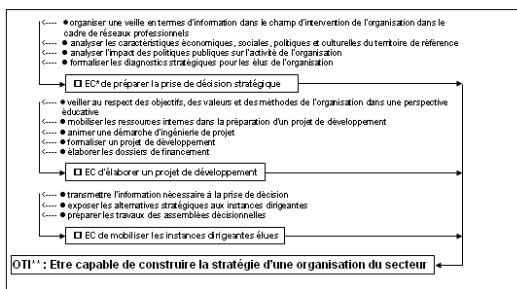 <---- ● organiser une veille en termes d'information dans le champ d'intervention de l'organisation dans le
cadre de réseaux professionnels
<---- ● analyser les caractéristiques économiques, sociales, politiques et culturelles du territoire de référence
<---- ● analyser l'impact des politiques publiques sur l'activité de l'organisation
<---- ● formaliser les diagnostics stratégiques pour les élus de l'organisation
☐ EC* de préparer la prise de décision stratégique
<---- ● veiller au respect des objectifs, des valeurs et des méthodes de l'organisation dans une perspective
éducative
<---- ● mobiliser les ressources internes dans la préparation d'un projet de développement
<---- ● animer une démarche d'ingénierie de projet
<---- ● formaliser un projet de développement
<---- ● élaborer les dossiers de financement
☐ EC d'élaborer un projet de développement
<---- ● transmettre l'information nécessaire à la prise de décision
<---- ● exposer les alternatives stratégiques aux instances dirigeantes
<---- ● préparer les travaux des assemblées décisionnelles
☐ EC de mobiliser les instances dirigeantes élues
OTI** : Etre capable de construire la stratégie d'une organisation du secteur